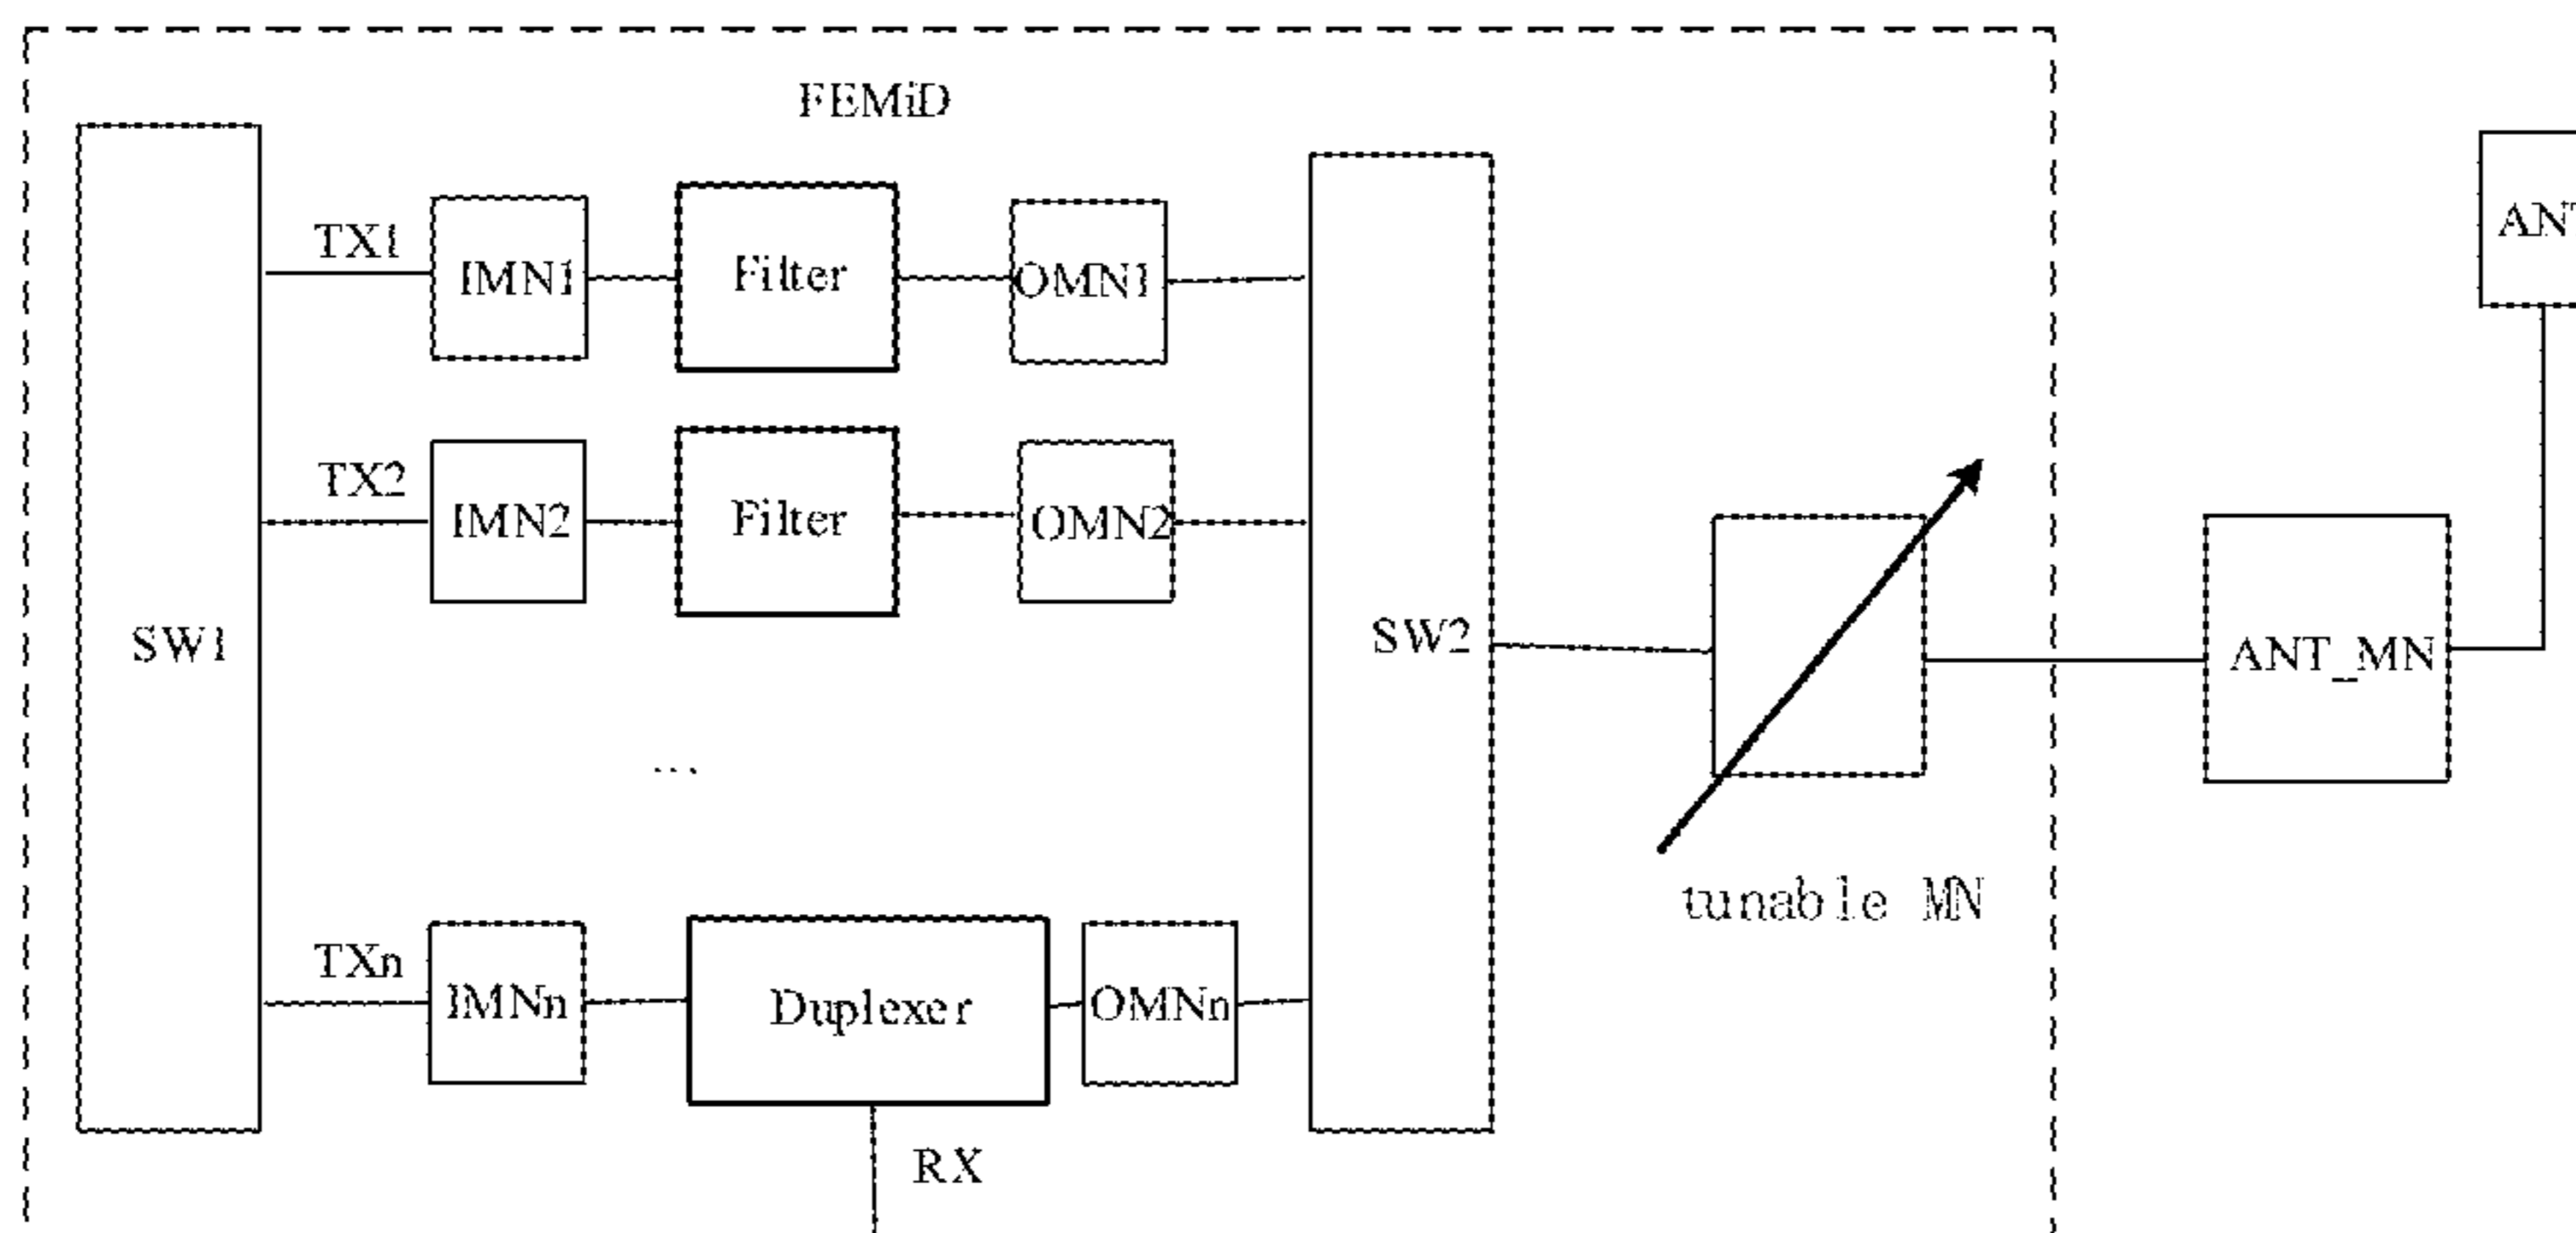 FEMiD
TX1
IMN1
Filter
OMN1
ANT
TX2
IMN2
Filter
OMN2
SW1
SW2
ANT_MN
...
tunable MN
TXn
IMNn
Duplexer
OMNn
RX